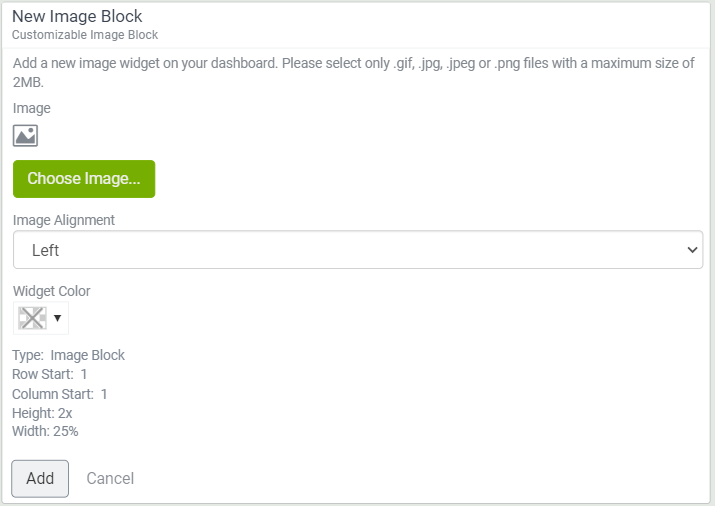 New Image Block
Customizable Image Block
Add a new image widget on your dashboard. Please select only .gif, .jpg, .jpeg or .png files with a maximum size of
2MB.
Image
Choose Image...
Image Alignment
Left
Widget Color
Type: Image Block
Row Start: 1
Column Start: 1
Height: 2x
Width: 25%
Add Cancel